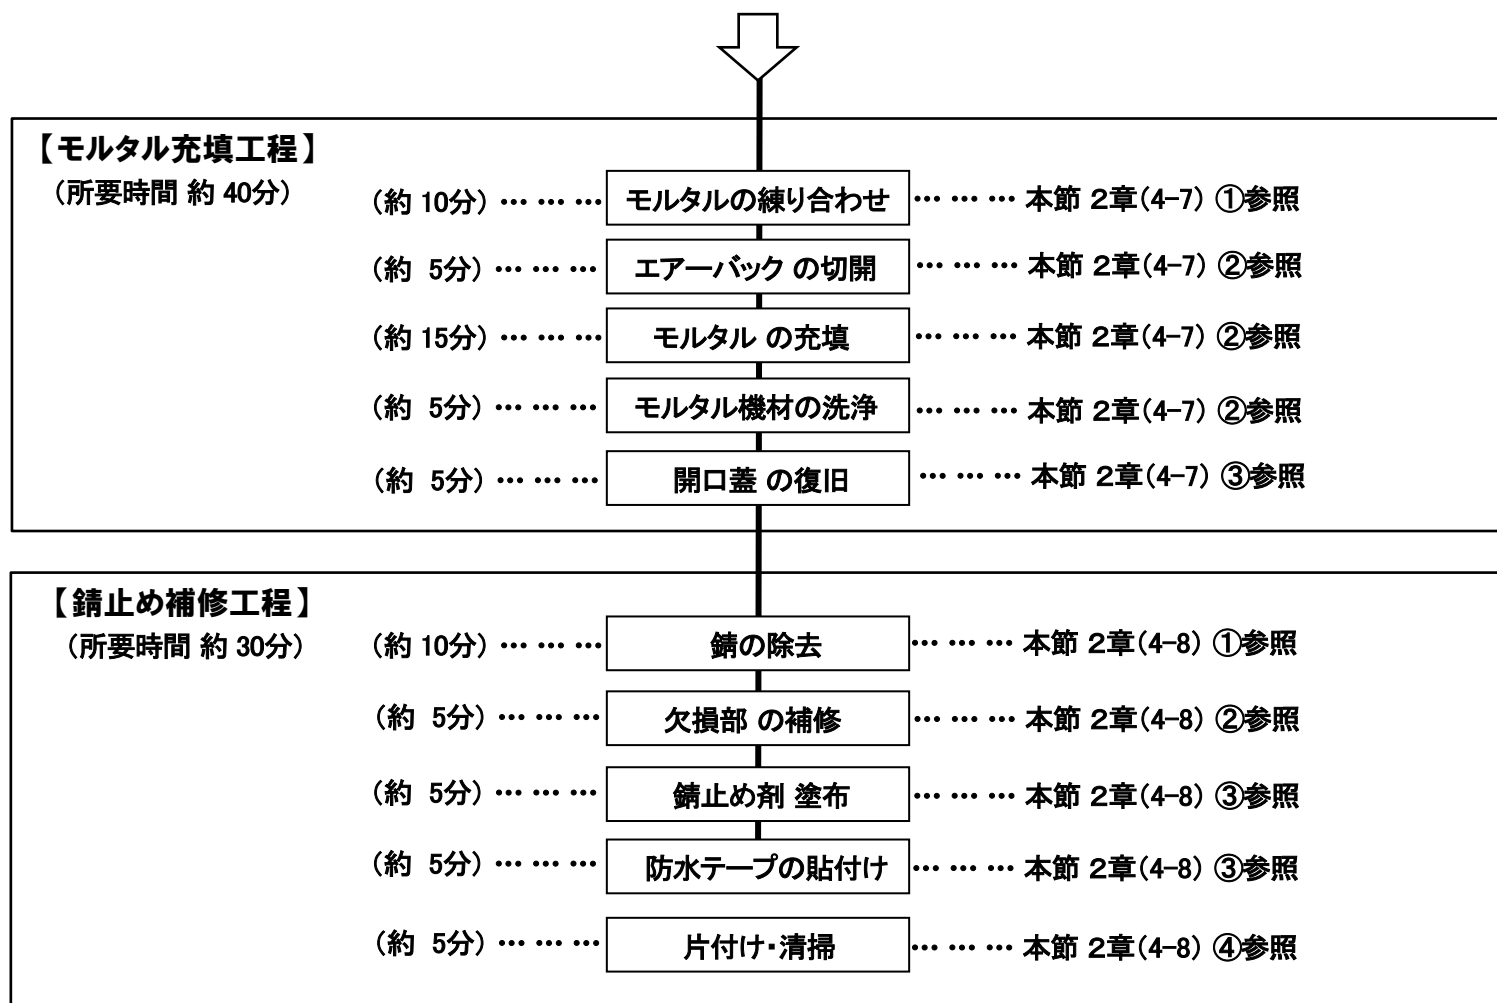 【モルタル充填工程】
（所要時間 約 40分）
（約 10分）… … … モルタルの練り合わせ … … … 本節 2章（4-7）①参照
（約 5分）… … … エアーバック の切開 … … … 本節 2章（4-7）②参照
（約 15分）… … … モルタル の充填 … … … 本節 2章（4-7）②参照
（約 5分）… … … モルタル機材の洗浄 … … … 本節 2章（4-7）②参照
（約 5分）… … … 開口蓋 の復旧 … … … 本節 2章（4-7）③参照
【錆止め補修工程】
（所要時間 約 30分）
（約 10分）… … … 錆の除去 … … … 本節 2章（4-8）①参照
（約 5分）… … … 欠損部 の補修 … … … 本節 2章（4-8）②参照
（約 5分）… … … 錆止め剤 塗布 … … … 本節 2章（4-8）③参照
（約 5分）… … … 防水テープの貼付け … … … 本節 2章（4-8）③参照
（約 5分）… … … 片付け・清掃 … … … 本節 2章（4-8）④参照